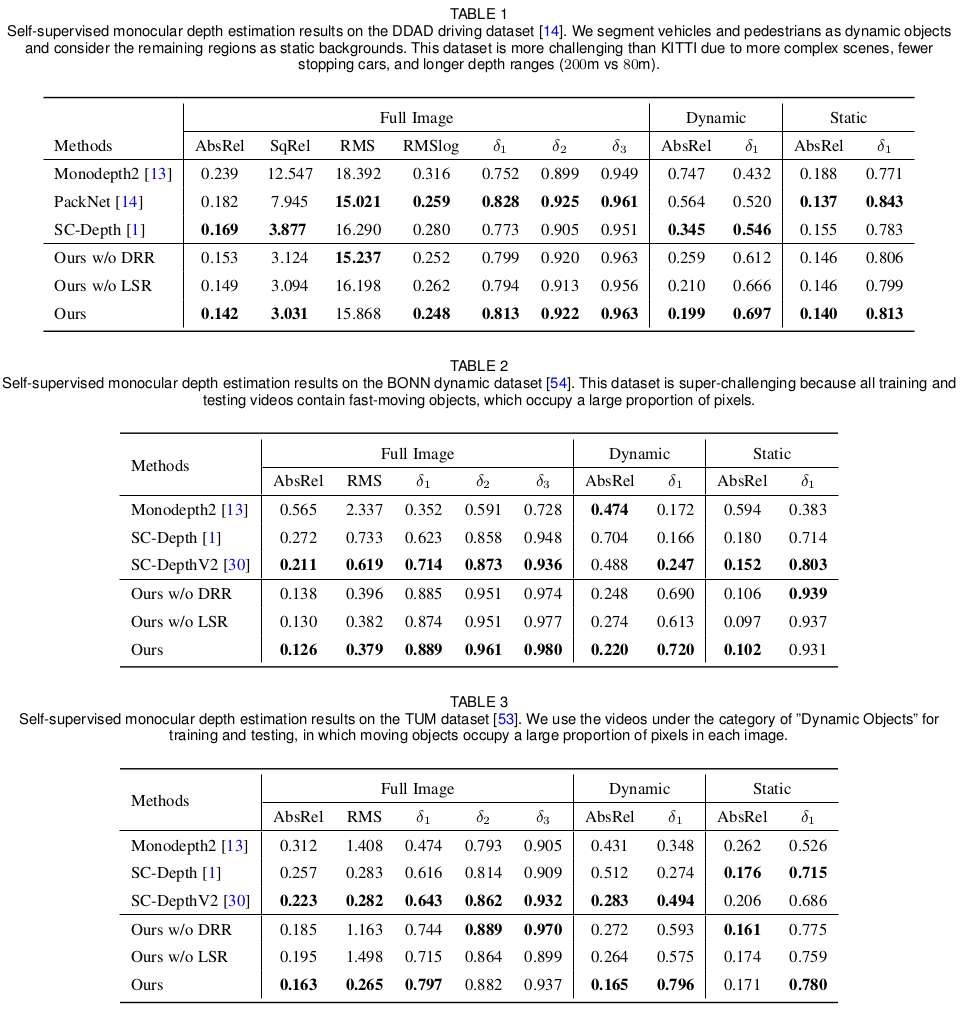 TABLE 1
Self-supervised monocular depth estimation results on the DDAD driving dataset [14]. We segment vehicles and pedestrians as dynamic objects
and consider the remaining regions as static backgrounds. This dataset is more challenging than KITTI due to more complex scenes, fewer
stopping cars, and longer depth ranges (200m vs 80m).
Full Image Dynamic Static
Methods AbsRel SqRel RMS RMSlog δ1 δ2 δ3 AbsRel δ1 AbsRel δ1
Monodepth2 [13] 0.239 12.547 18.392 0.316 0.752 0.899 0.949 0.747 0.432 0.188 0.771
PackNet [14] 0.182 7.945 15.021 0.259 0.828 0.925 0.961 0.564 0.520 0.137 0.843
SC-Depth [1] 0.169 3.877 16.290 0.280 0.773 0.905 0.951 0.345 0.546 0.155 0.783
Ours w/o DRR 0.153 3.124 15.237 0.252 0.799 0.920 0.963 0.259 0.612 0.146 0.806
Ours w/o LSR 0.149 3.094 16.198 0.262 0.794 0.913 0.956 0.210 0.666 0.146 0.799
Ours 0.142 3.031 15.868 0.248 0.813 0.922 0.963 0.199 0.697 0.140 0.813
TABLE 2
Self-supervised monocular depth estimation results on the BONN dynamic dataset [54]. This dataset is super-challenging because all training and
testing videos contain fast-moving objects, which occupy a large proportion of pixels.
Methods Full Image Dynamic Static
AbsRel RMS δ1 δ2 δ3 AbsRel δ1 AbsRel δ1
Monodepth2 [13] 0.565 2.337 0.352 0.591 0.728 0.474 0.172 0.594 0.383
SC-Depth [1] 0.272 0.733 0.623 0.858 0.948 0.704 0.166 0.180 0.714
SC-DepthV2 [30] 0.211 0.619 0.714 0.873 0.936 0.488 0.247 0.152 0.803
Ours w/o DRR 0.138 0.396 0.885 0.951 0.974 0.248 0.690 0.106 0.939
Ours w/o LSR 0.130 0.382 0.874 0.951 0.977 0.274 0.613 0.097 0.937
Ours 0.126 0.379 0.889 0.961 0.980 0.220 0.720 0.102 0.931
TABLE 3
Self-supervised monocular depth estimation results on the TUM dataset [53]. We use the videos under the category of ”Dynamic Objects” for
training and testing, in which moving objects occupy a large proportion of pixels in each image.
Methods Full Image Dynamic Static
AbsRel RMS δ1 δ2 δ3 AbsRel δ1 AbsRel δ1
Monodepth2 [13] 0.312 1.408 0.474 0.793 0.905 0.431 0.348 0.262 0.526
SC-Depth [1] 0.257 0.283 0.616 0.814 0.909 0.512 0.274 0.176 0.715
SC-DepthV2 [30] 0.223 0.282 0.643 0.862 0.932 0.283 0.494 0.206 0.686
Ours w/o DRR 0.185 1.163 0.744 0.889 0.970 0.272 0.593 0.161 0.775
Ours w/o LSR 0.195 1.498 0.715 0.864 0.899 0.264 0.575 0.174 0.759
Ours 0.163 0.265 0.797 0.882 0.937 0.165 0.796 0.171 0.780